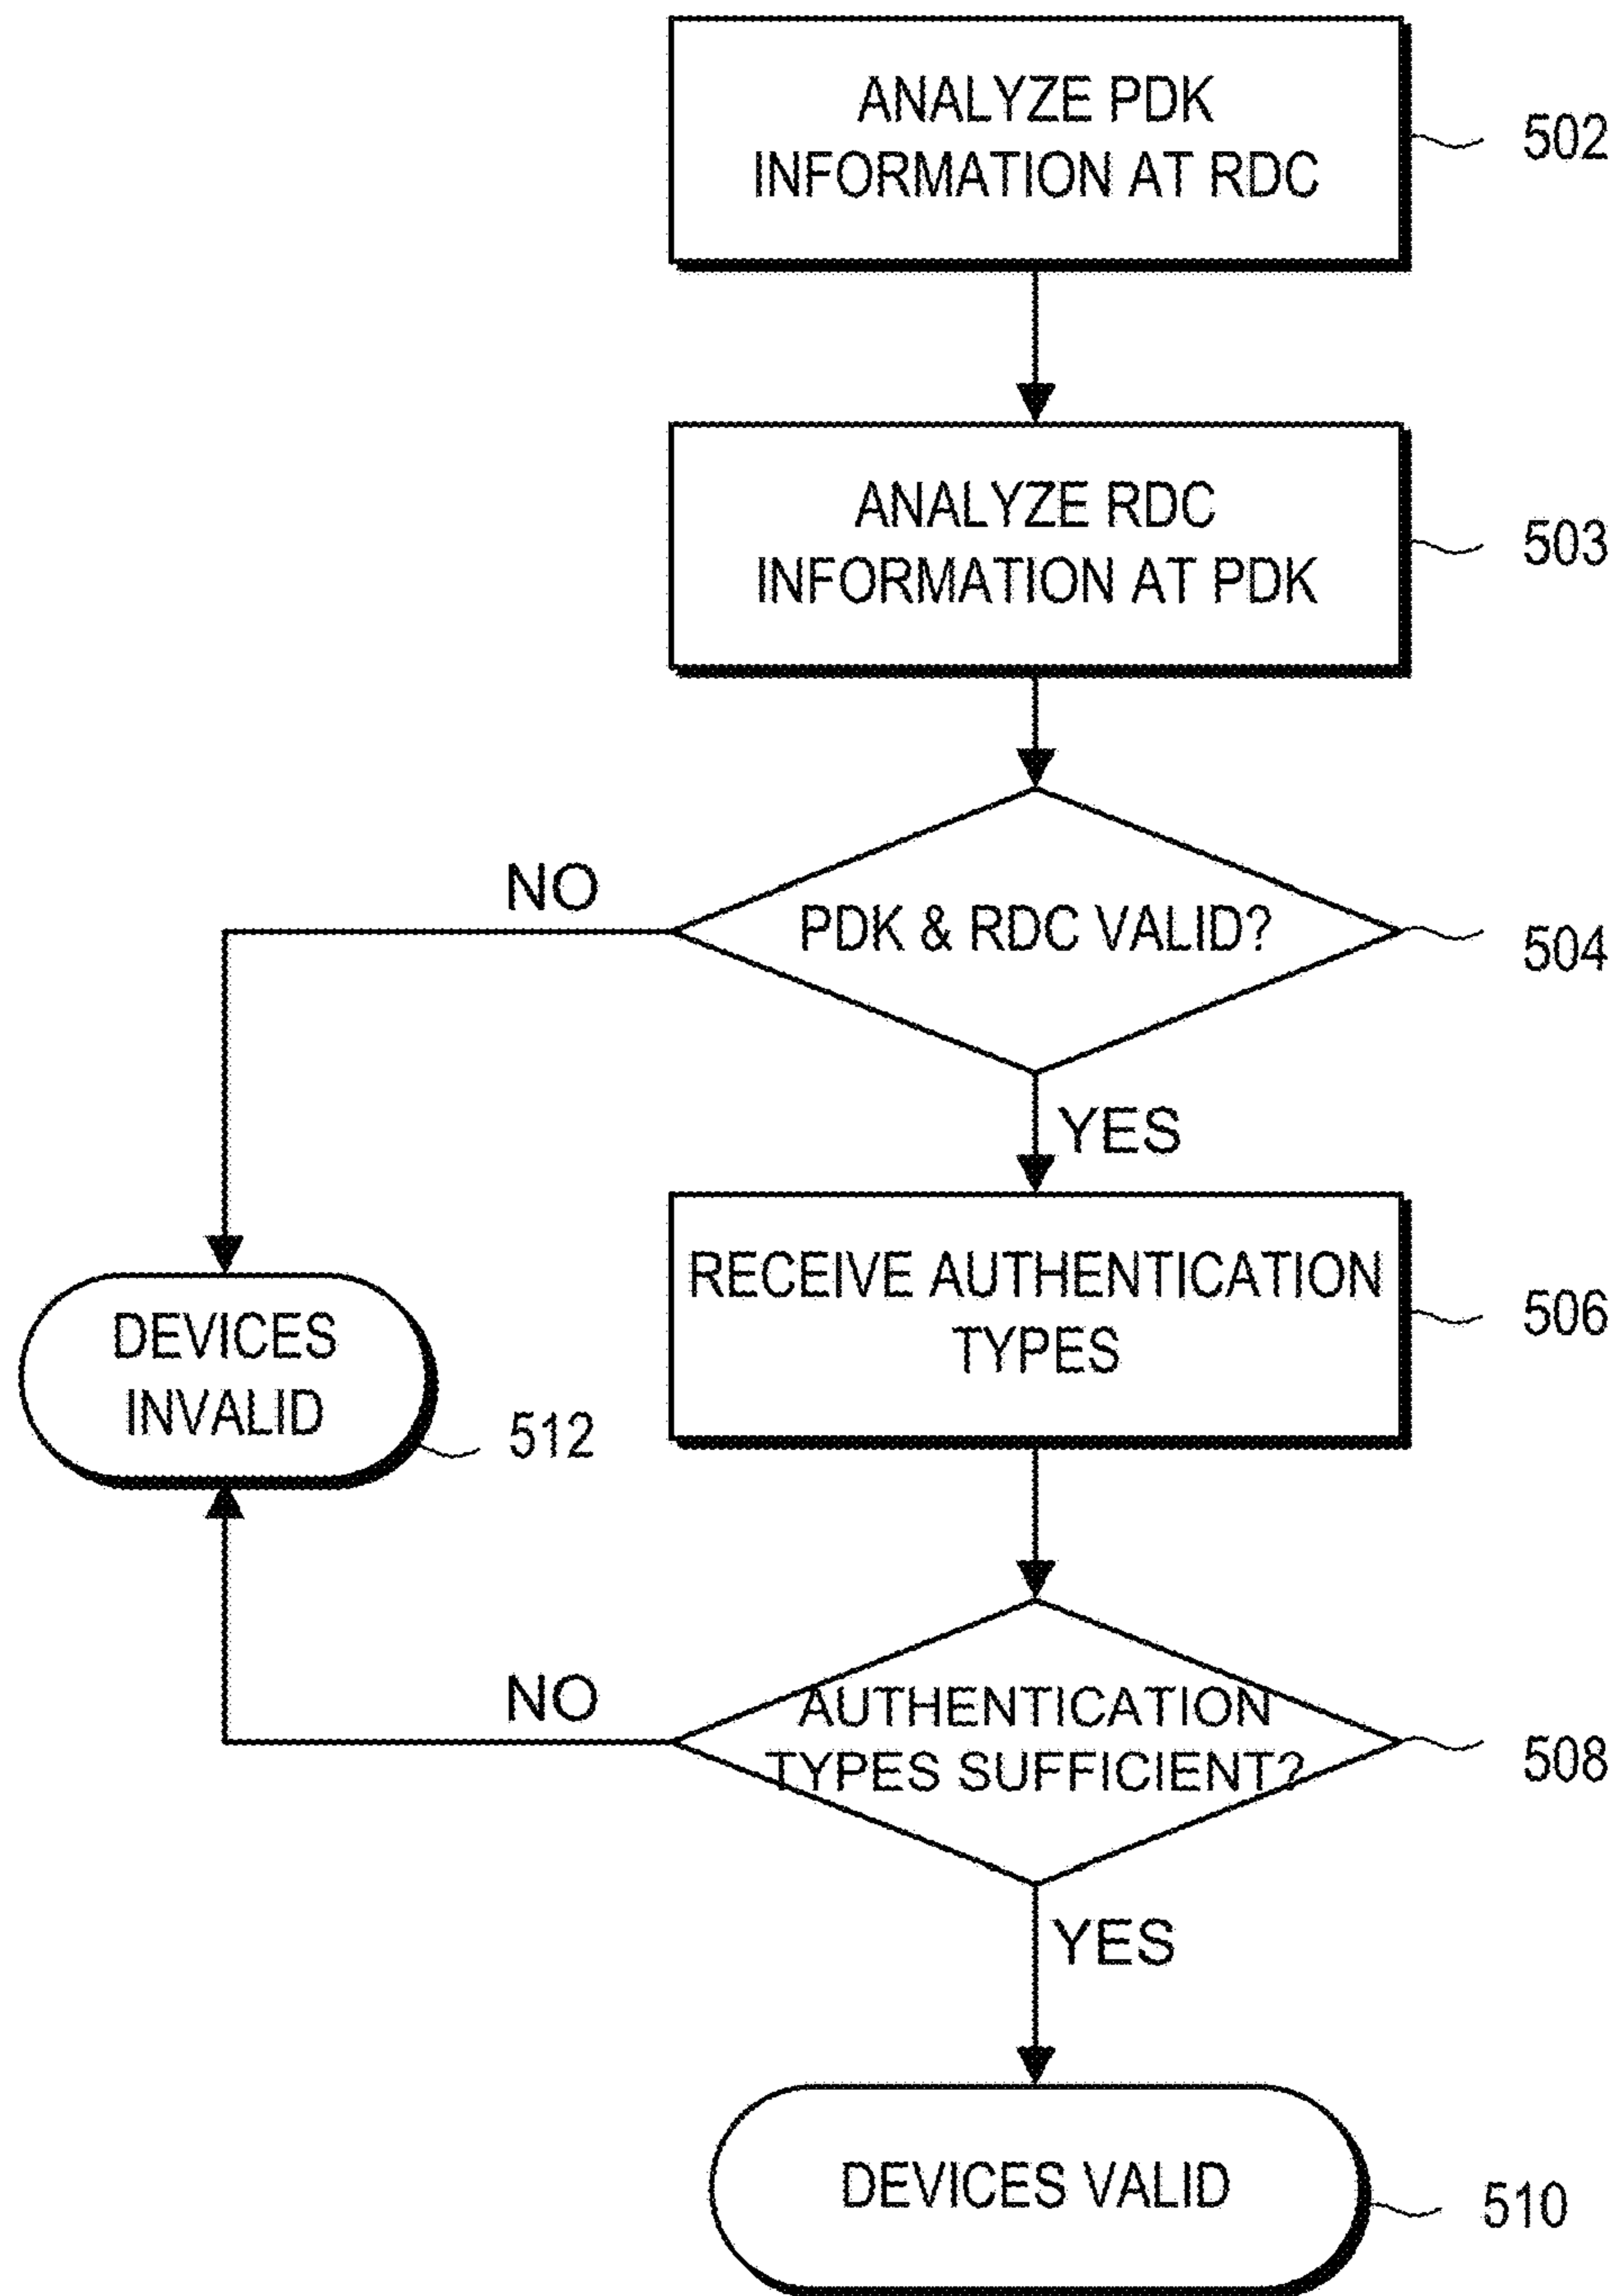 ANALYZE PDK
INFORMATION AT RDC
502
ANALYZE RDC
INFORMATION AT PDK
503
NO
PDK & RDC VALID?
504
YES
RECEIVE AUTHENTICATION
TYPES
506
DEVICES
INVALID
512
NO
AUTHENTICATION
TYPES SUFFICIENT?
508
YES
DEVICES VALID
510